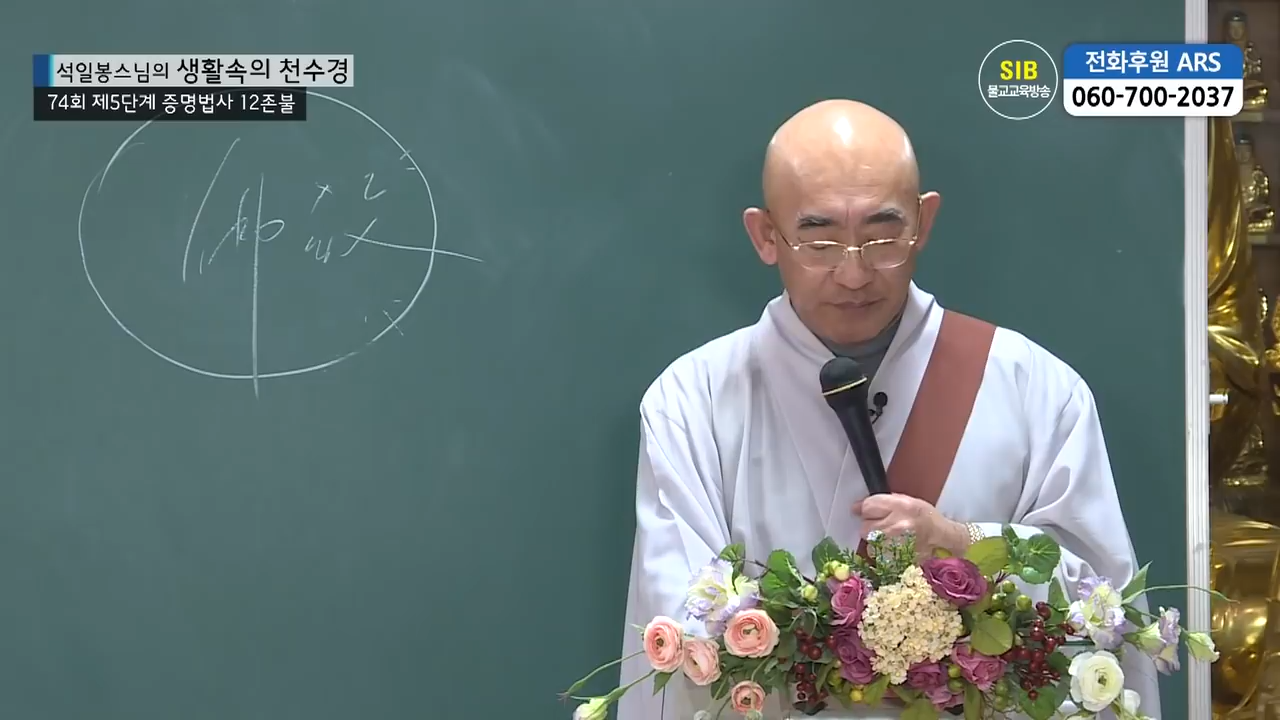 석일봉스님의 생활속의 천수경
74회 제5단계 증명법사 12존불
SIB
불교교육방송
전화후원 ARS
060-700-2037